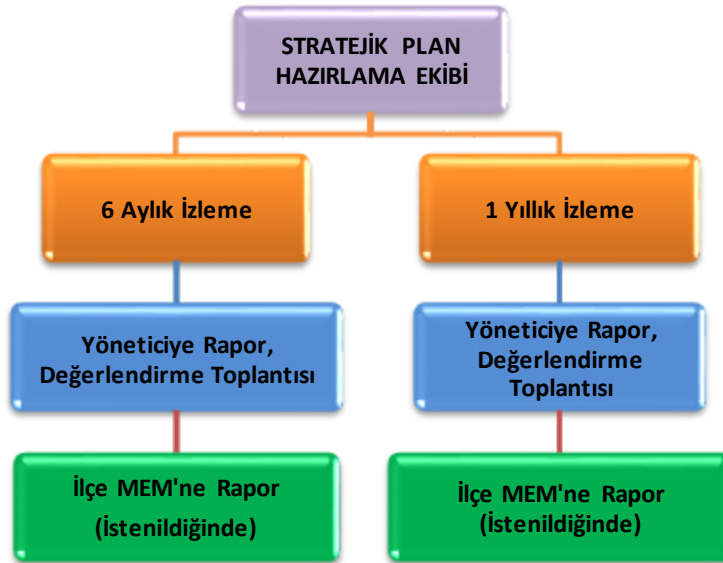 STRATEJİK PLAN
HAZIRLAMA EKİBİ
6 Aylık İzleme
1 Yıllık İzleme
Yöneticiye Rapor,
Değerlendirme Toplantısı
Yöneticiye Rapor,
Değerlendirme
Toplantısı
İlçe MEM'ne Rapor
(İstenildiğinde)
İlçe MEM'ne Rapor
(İstenildiğinde)